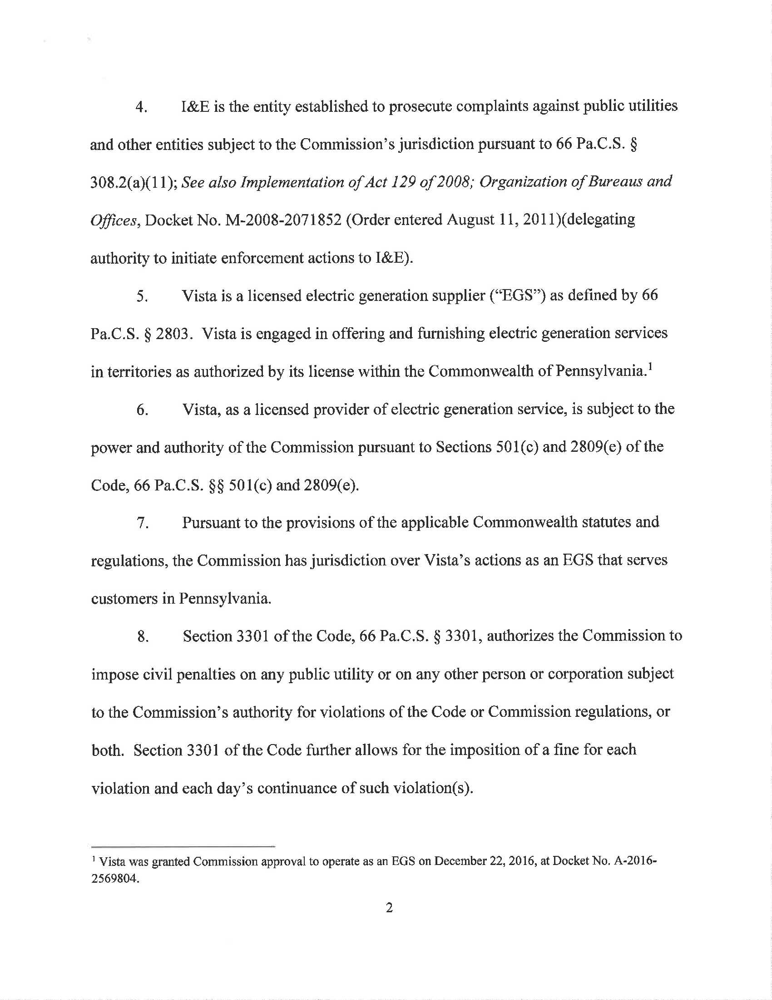 4. I&E is the entity established to prosecute complaints against public utilities
and other entities subject to the Commission's jurisdiction pursuant to 66 Pa.C.S. §
308.2(a)(11); See also Implementation of Act 129 of 2008; Organization of Bureaus and
Offices, Docket No. M-2008-2071852 (Order entered August 11, 2011)(delegating
authority to initiate enforcement actions to I&E).
5. Vista is a licensed electric generation supplier (“EGS”) as defined by 66
Pa.C.S. § 2803.  Vista is engaged in offering and furnishing electric generation services
in territories as authorized by its license within the Commonwealth of Pennsylvania.¹
6. Vista, as a licensed provider of electric generation service, is subject to the
power and authority of the Commission pursuant to Sections 501(c) and 2809(e) of the
Code, 66 Pa.C.S. §§ 501(c) and 2809(e).
7. Pursuant to the provisions of the applicable Commonwealth statutes and
regulations, the Commission has jurisdiction over Vista's actions as an EGS that serves
customers in Pennsylvania.
8. Section 3301 of the Code, 66 Pa.C.S. § 3301, authorizes the Commission to
impose civil penalties on any public utility or on any other person or corporation subject
to the Commission's authority for violations of the Code or Commission regulations, or
both.  Section 3301 of the Code further allows for the imposition of a fine for each
violation and each day's continuance of such violation(s).
¹ Vista was granted Commission approval to operate as an EGS on December 22, 2016, at Docket No. A-2016-
2569804.
2